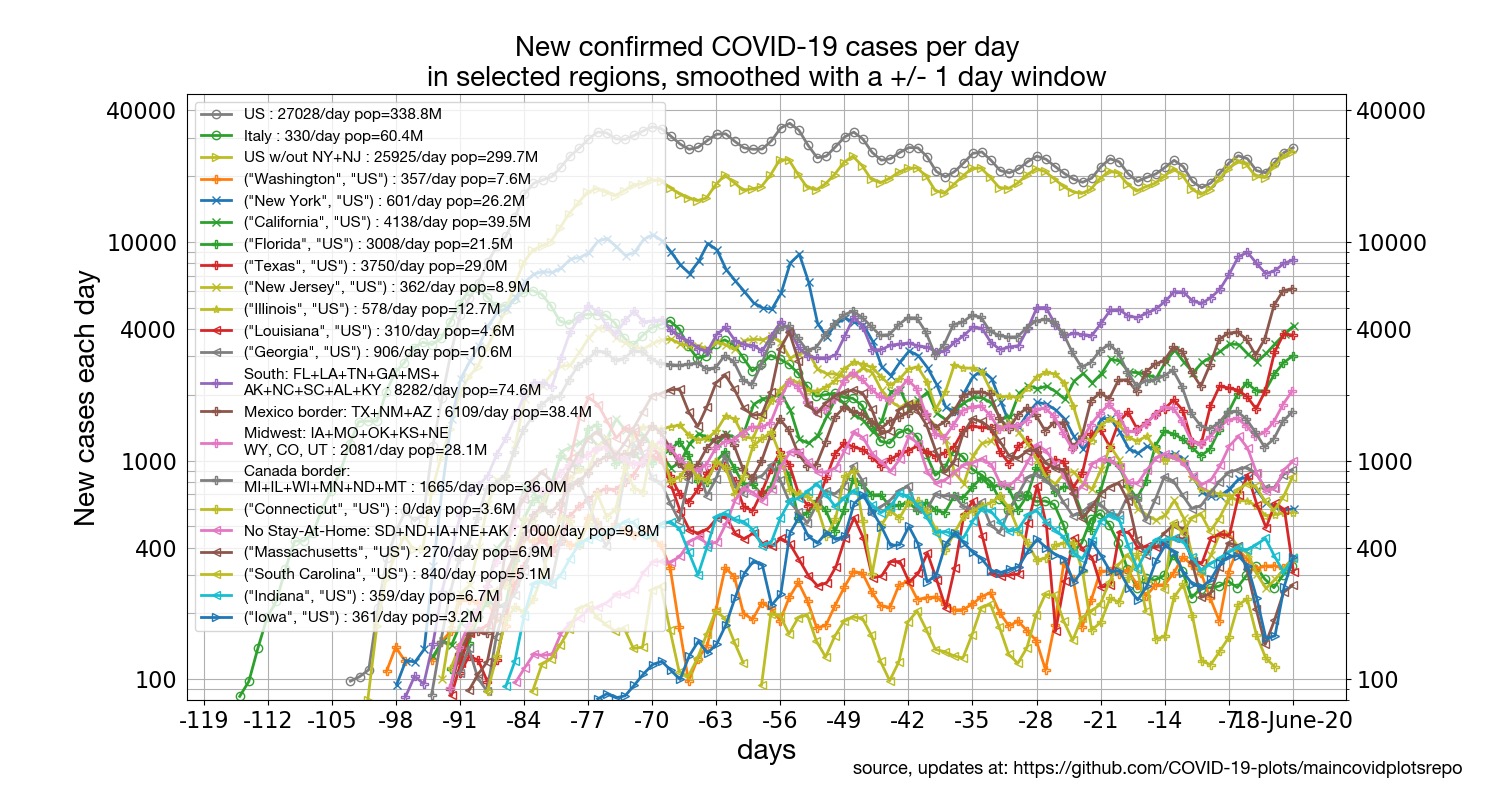 New confirmed COVID-19 cases per day
in selected regions, smoothed with a +/- 1 day window
40000
10000
4000
1000
400
100
New cases each day
US : 27028/day pop=338.8M
Italy : 330/day pop=60.4M
US w/out NY+NJ : 25925/day pop=299.7M
("Washington", "US") : 357/day pop=7.6M
("New York", "US") : 601/day pop=26.2M
("California", "US") : 4138/day pop=39.5M
("Florida", "US") : 3008/day pop=21.5M
("Texas", "US") : 3750/day pop=29.0M
("New Jersey", "US") : 362/day pop=8.9M
("Illinois", "US") : 578/day pop=12.7M
("Louisiana", "US") : 310/day pop=4.6M
("Georgia", "US") : 906/day pop=10.6M
South: FL+LA+TN+GA+MS+
AK+NC+SC+AL+KY : 8282/day pop=74.6M
Mexico border: TX+NM+AZ : 6109/day pop=38.4M
Midwest: IA+MO+OK+KS+NE
WY, CO, UT : 2081/day pop=28.1M
Canada border:
MI+IL+WI+MN+ND+MT : 1665/day pop=36.0M
("Connecticut", "US") : 0/day pop=3.6M
No Stay-At-Home: SD+ND+IA+NE+AK : 1000/day pop=9.8M
("Massachusetts", "US") : 270/day pop=6.9M
("South Carolina", "US") : 840/day pop=5.1M
("Indiana", "US") : 359/day pop=6.7M
("Iowa", "US") : 361/day pop=3.2M
40000
10000
4000
1000
400
100
-119 -112 -105 -98 -91 -84 -77 -70 -63 -56 -49 -42 -35 -28 -21 -14 -7 18-June-20
days
source, updates at: https://github.com/COVID-19-plots/maincovidplotsrepo